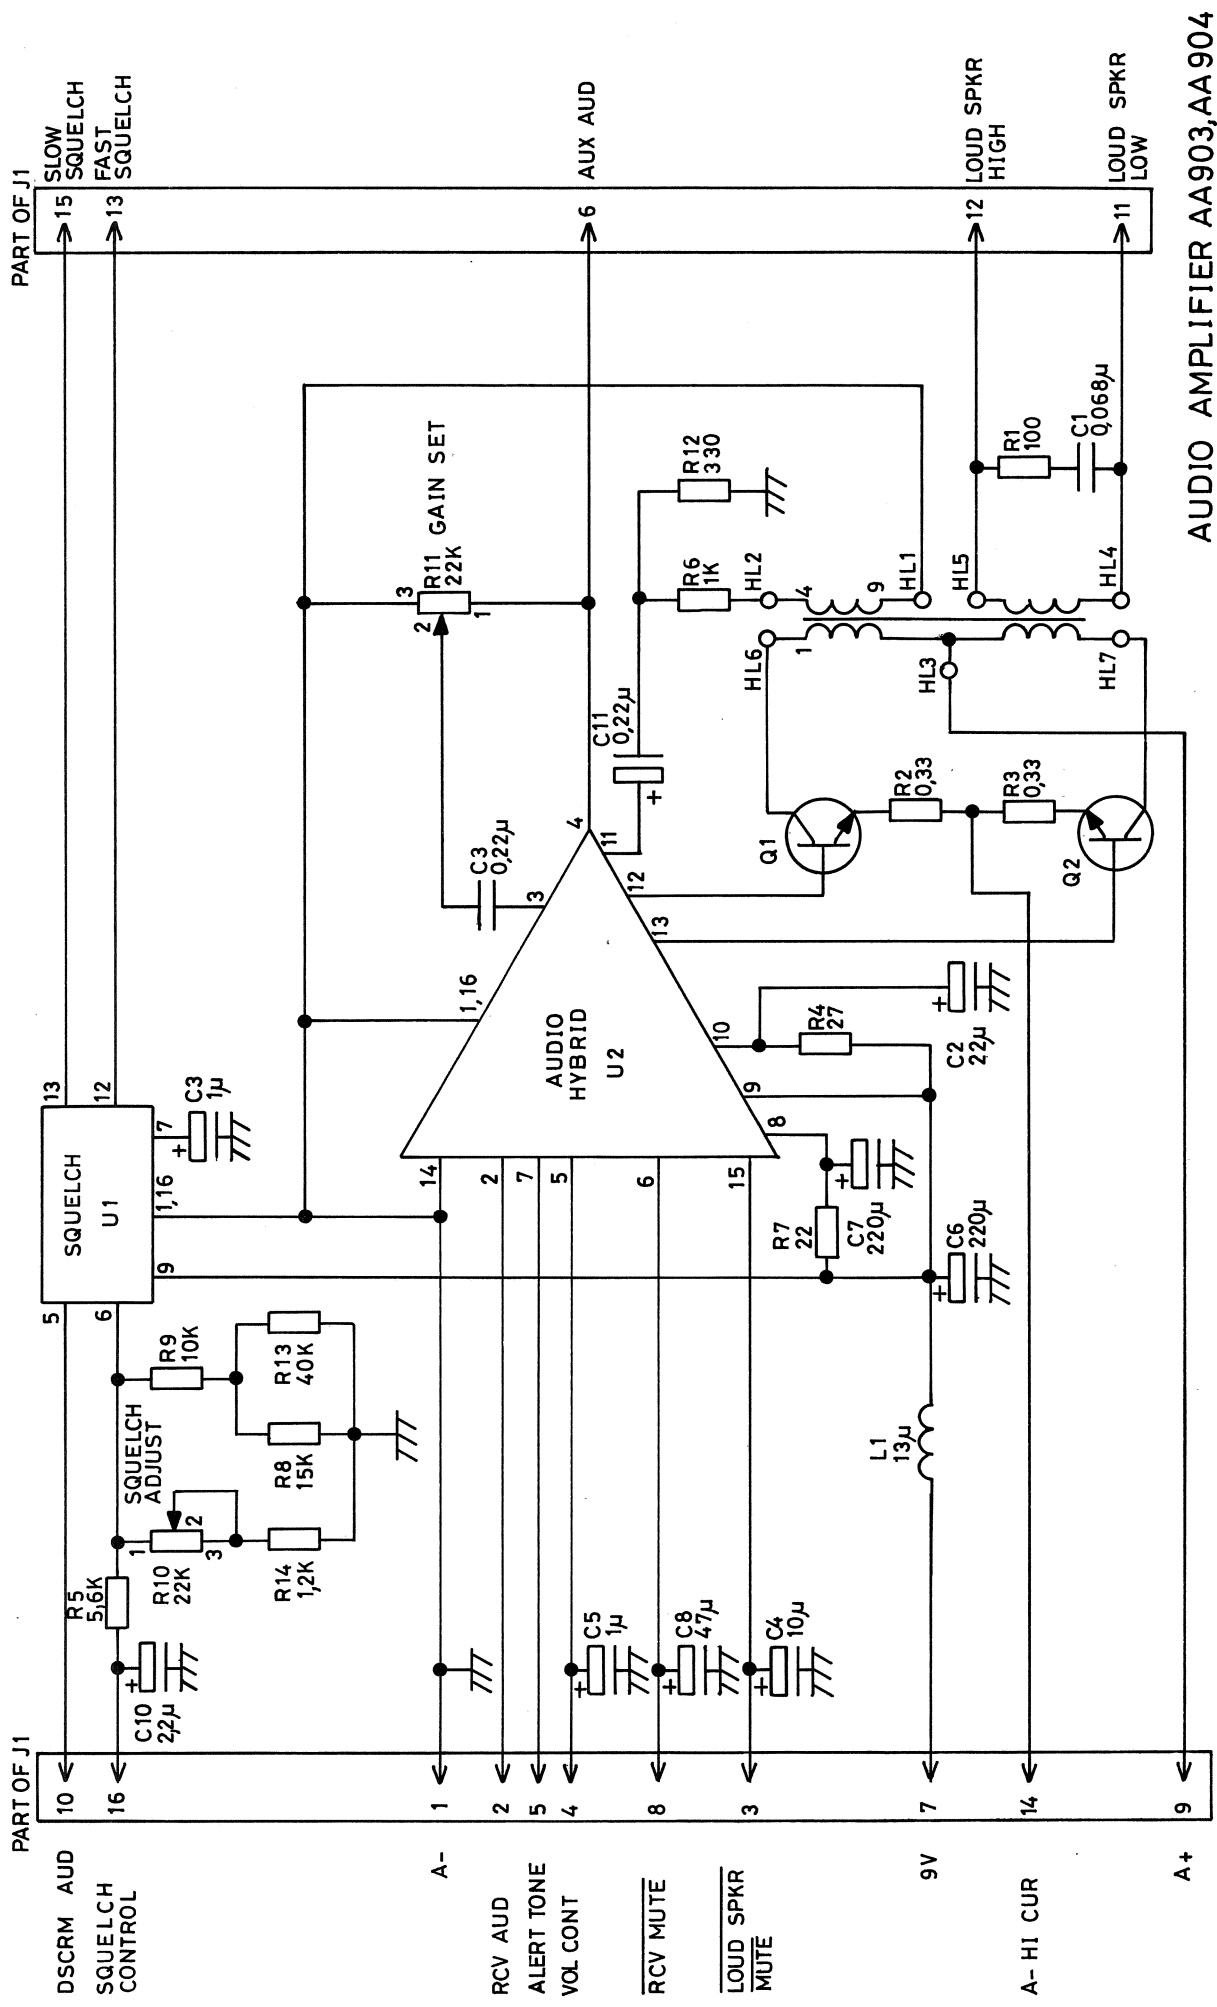 PART OF J1
DSCRM AUD
10
SQUELCH
CONTROL
16
A-
1
RCV AUD
2
ALERT TONE
5
VOL CONT
4
RCV MUTE
8
LOUD SPKR
MUTE
3
9V
7
A- HI CUR
14
A+
9
C10
2,2μ
+
R5
5,6K
SQUELCH
ADJUST
1
2
3
R10
22K
R14
1,2K
R9
10K
R8
15K
R13
40K
5
6
SQUELCH
U1
13
12
7
1,16
9
+
C3
1μ
C5
1μ
+
C8
47μ
+
C4
10μ
+
L1
13μ
C6
220μ
+
R7
22
C7
220μ
+
14
2
7
5
6
15
8
9
10
AUDIO
HYBRID
U2
1,16
3
4
11
12
13
R4
27
C2
22μ
+
C3
0,22μ
C11
0,22μ
+
3
2
1
R11
22K
GAIN SET
R12
330
R6
1K
HL2
4
9
HL1
HL6
1
HL3
HL7
HL5
HL4
Q1
R2
0,33
R3
0,33
Q2
R1
100
C1
0,068μ
PART OF J1
15
SLOW
SQUELCH
13
FAST
SQUELCH
6
AUX AUD
12
LOUD SPKR
HIGH
11
LOUD SPKR
LOW
AUDIO AMPLIFIER AA903,AA904